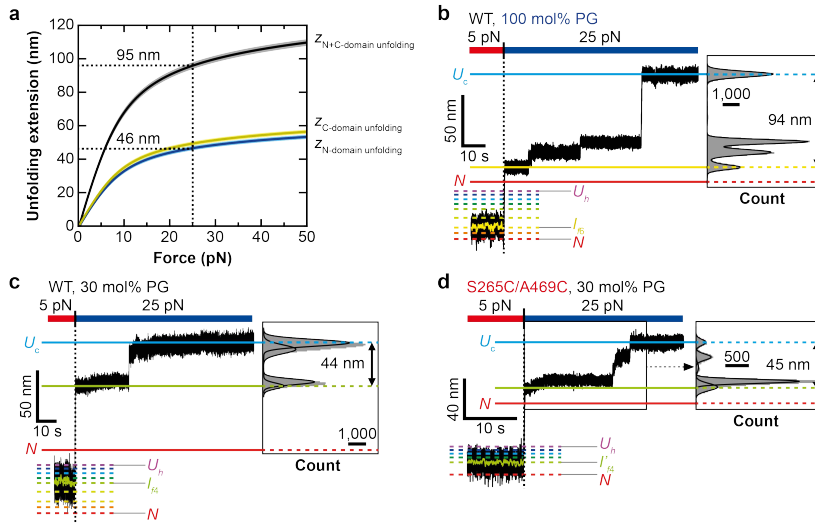 a
120
100
80
60
40
20
0
Unfolding extension (nm)
95 nm
46 nm
0 10 20 30 40 50
Force (pN)
z N+C-domain unfolding
z C-domain unfolding
z N-domain unfolding
b
WT, 100 mol% PG
5 pN 25 pN
Uc
50 nm
10 s
N
Uh
If6
N
1,000
94 nm
Count
c
WT, 30 mol% PG
5 pN 25 pN
Uc
50 nm
10 s
N
Uh
If4
N
44 nm
1,000
Count
d
S265C/A469C, 30 mol% PG
5 pN 25 pN
Uc
40 nm
10 s
N
Uh
I'f4
N
500
45 nm
Count